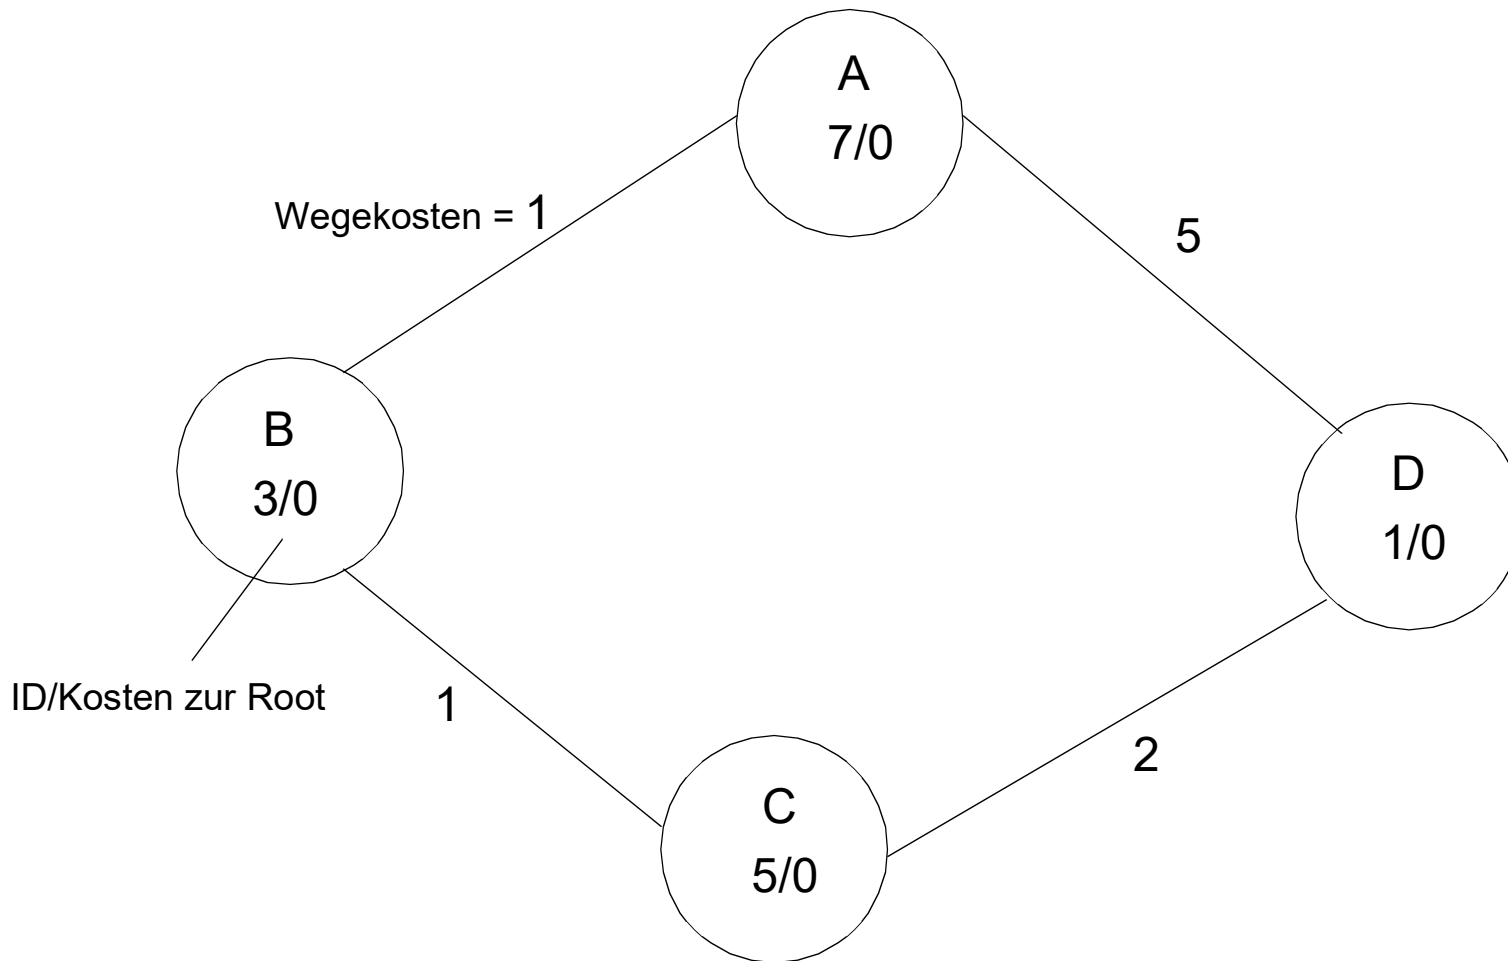 A
7/0
Wegekosten = 1
5
B
3/0
D
1/0
ID/Kosten zur Root
1
2
C
5/0